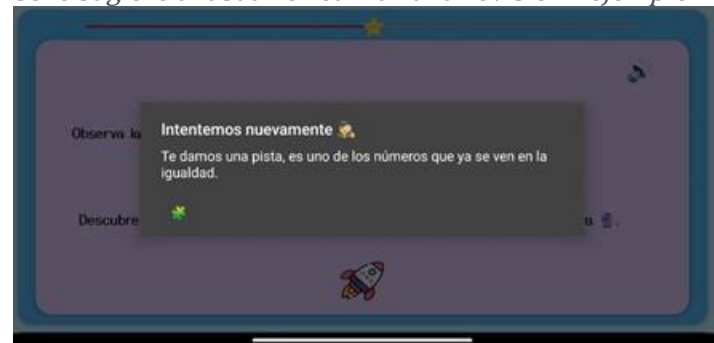 Intentemos nuevamente
Observa la
Te damos una pista, es uno de los números que ya se ven en la
igualdad.
Descubre